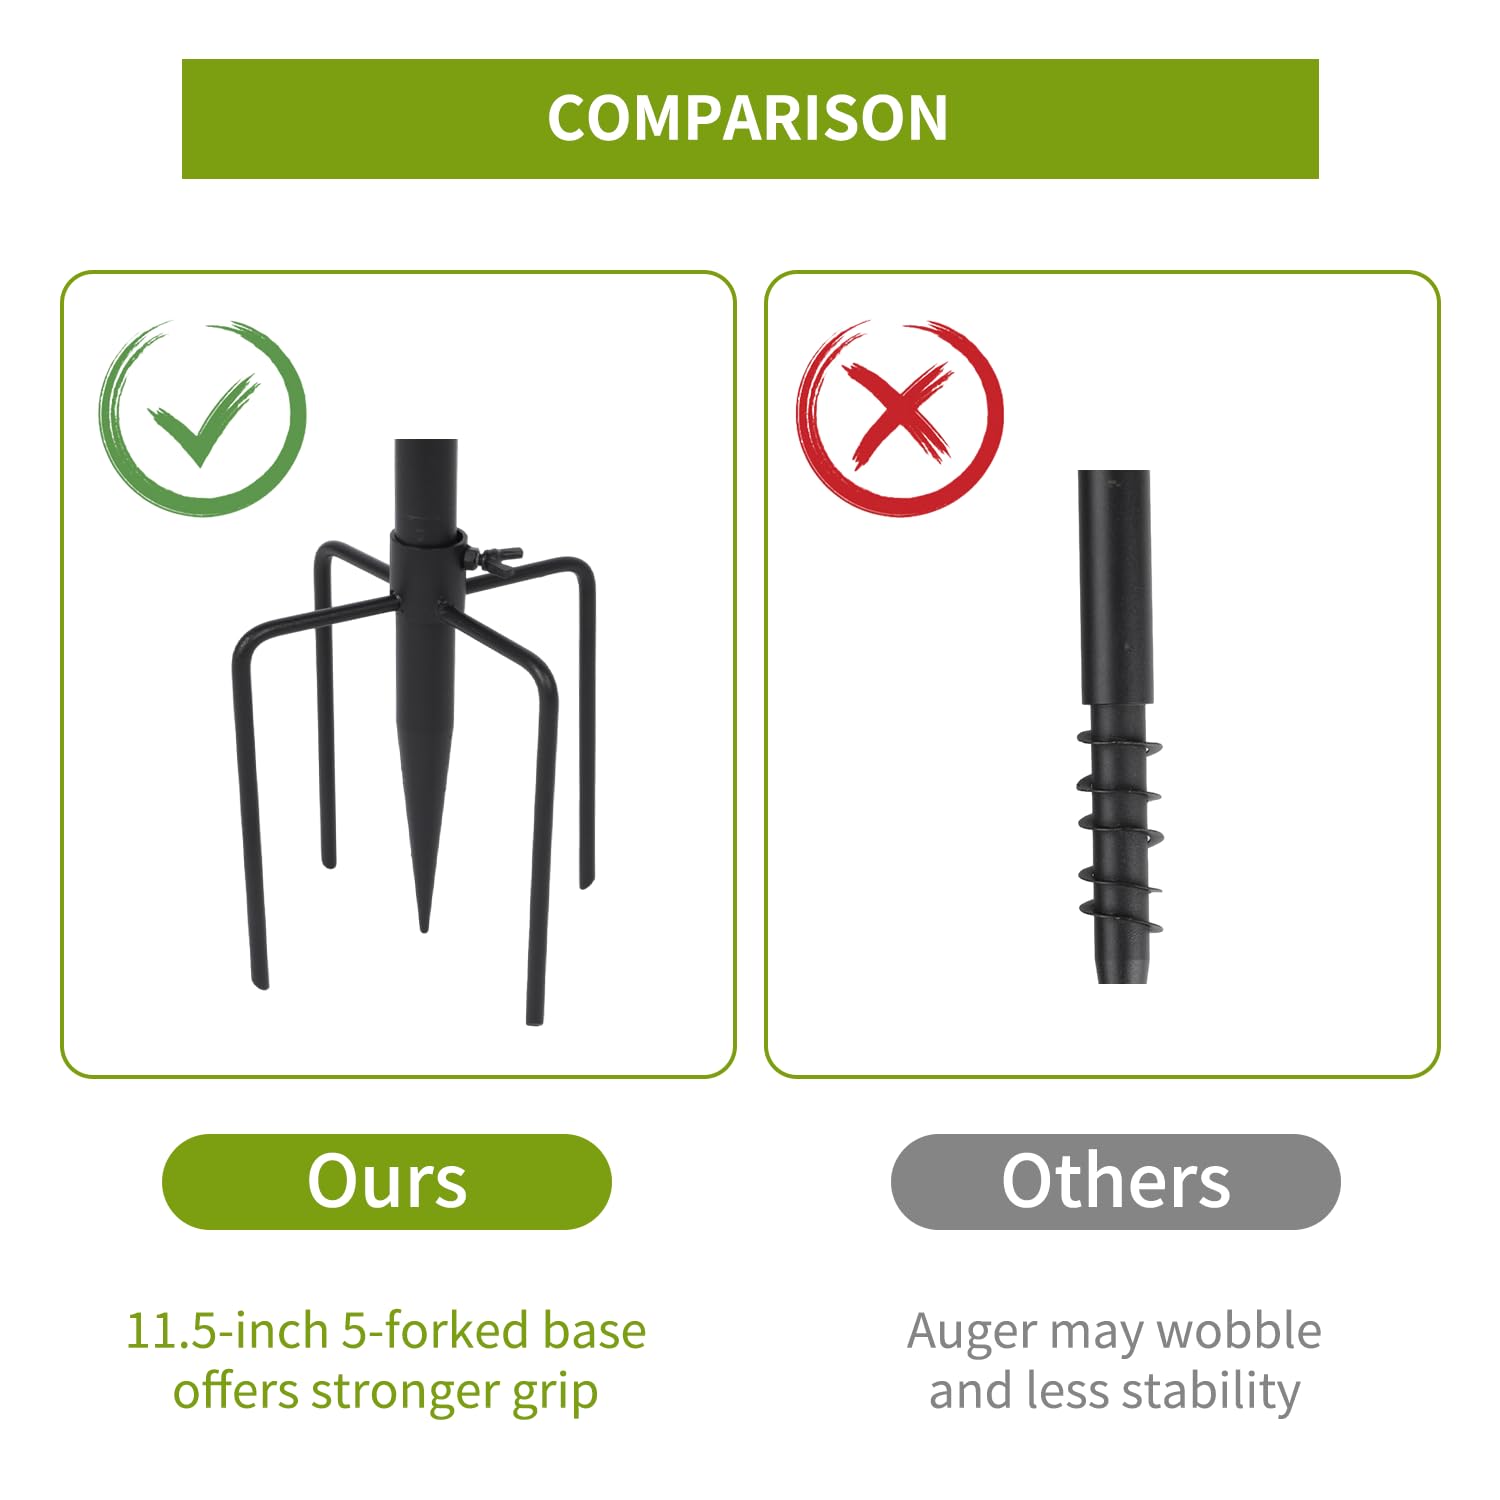 COMPARISON
Ours
Others
11.5-inch 5-forked base
offers stronger grip
Auger may wobble
and less stability